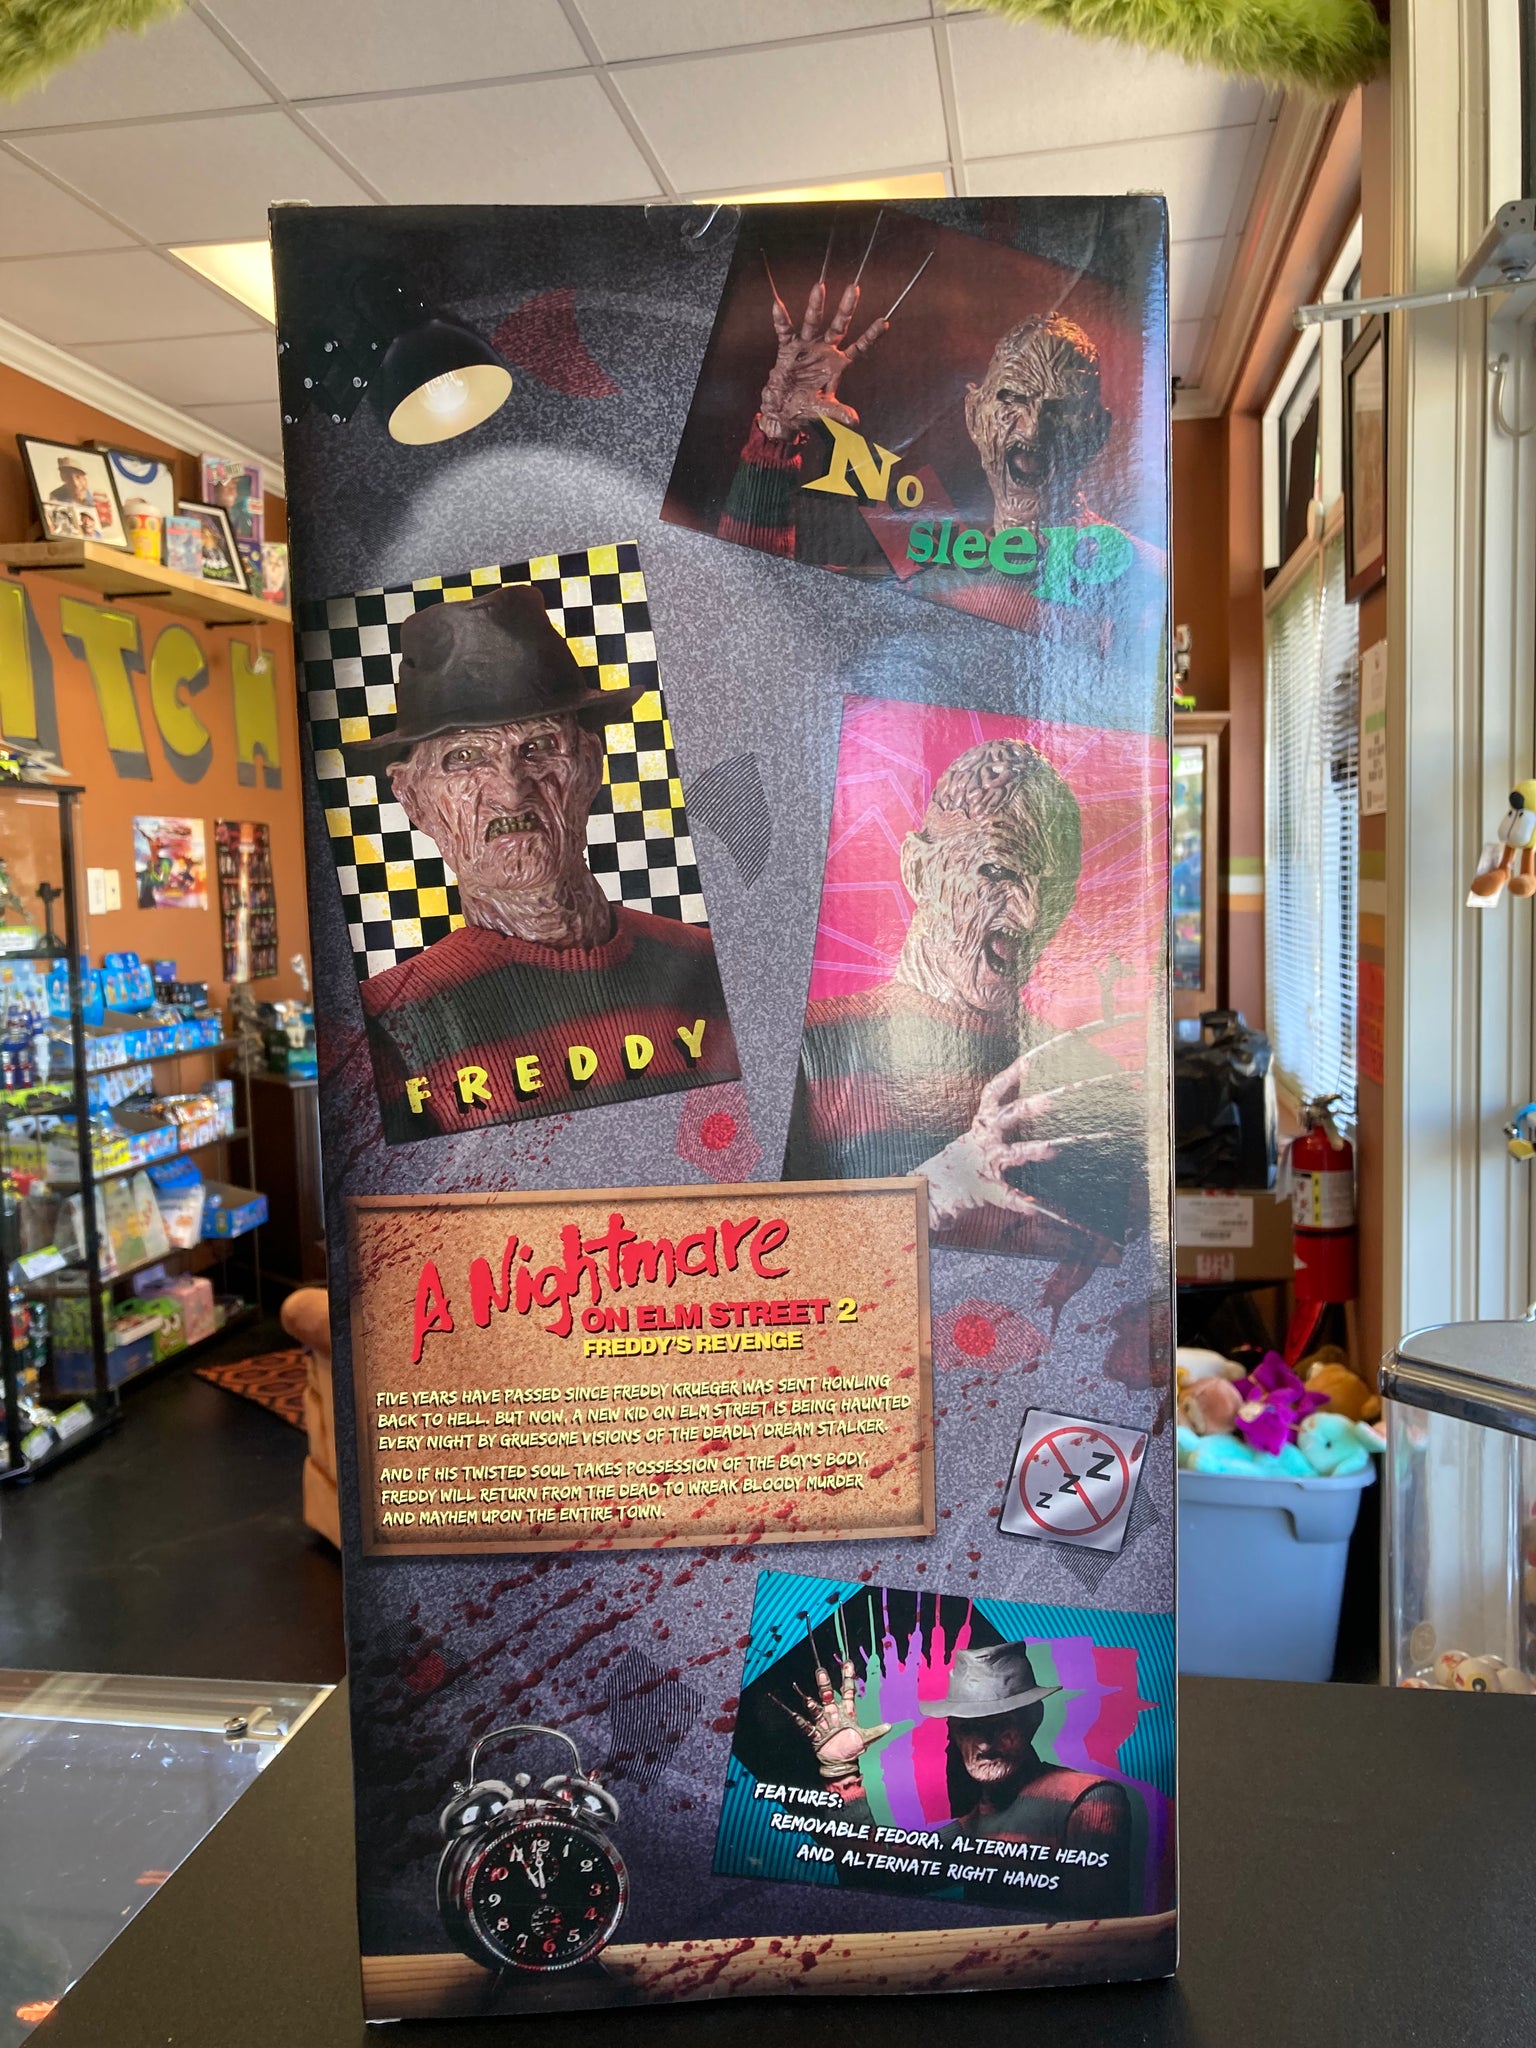 No
sleep
ITCH
FREDDY
A Nightmare
ON ELM STREET 2
FREDDY'S REVENGE
FIVE YEARS HAVE PASSED SINCE FREDDY KRUEGER WAS SENT HOWLING
BACK TO HELL. BUT NOW, A NEW KID ON ELM STREET IS BEING HAUNTED
EVERY NIGHT BY GRUESOME VISIONS OF THE DEADLY DREAM STALKER.
AND IF HIS TWISTED SOUL TAKES POSSESSION OF THE BOY'S BODY,
FREDDY WILL RETURN FROM THE DEAD TO WREAK BLOODY MURDER
AND MAYHEM UPON THE ENTIRE TOWN.
z Z Z
FEATURES:
REMOVABLE FEDORA, ALTERNATE HEADS
AND ALTERNATE RIGHT HANDS